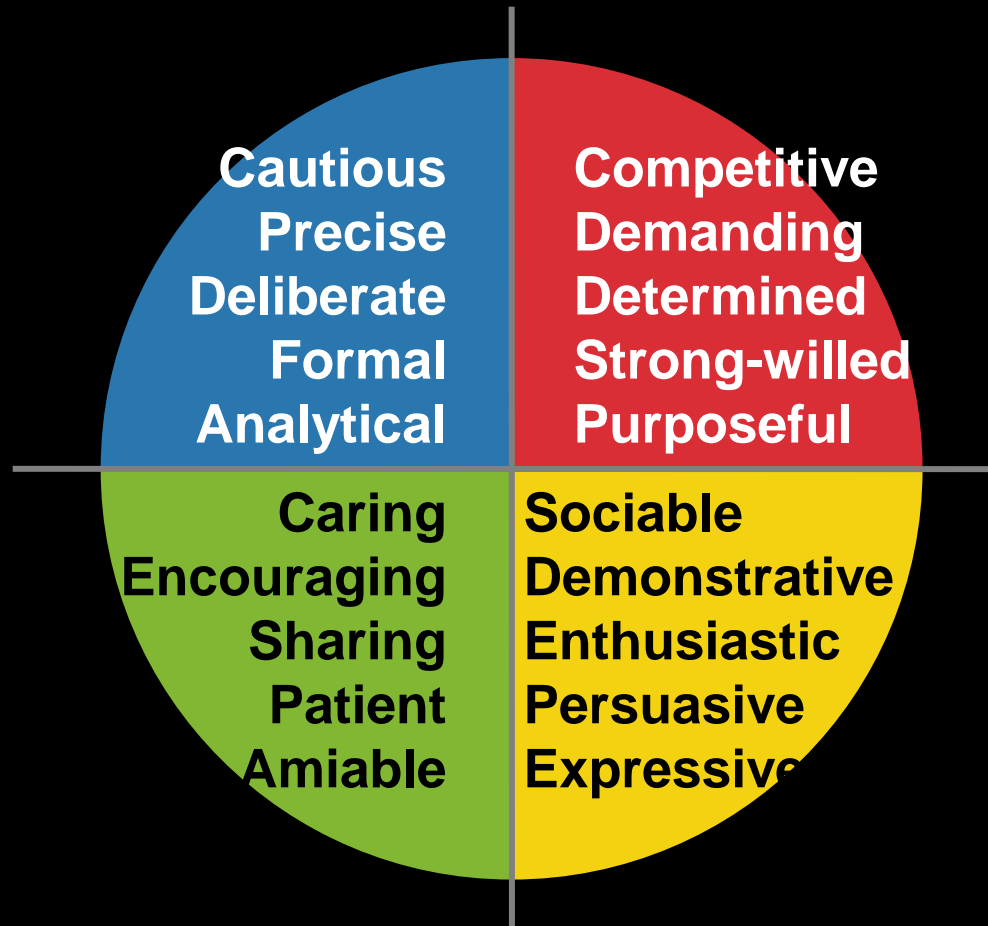 Cautious
Precise
Deliberate
Formal
Analytical
Competitive
Demanding
Determined
Strong-willed
Purposeful
Caring
Encouraging
Sharing
Patient
Amiable
Sociable
Demonstrative
Enthusiastic
Persuasive
Expressive